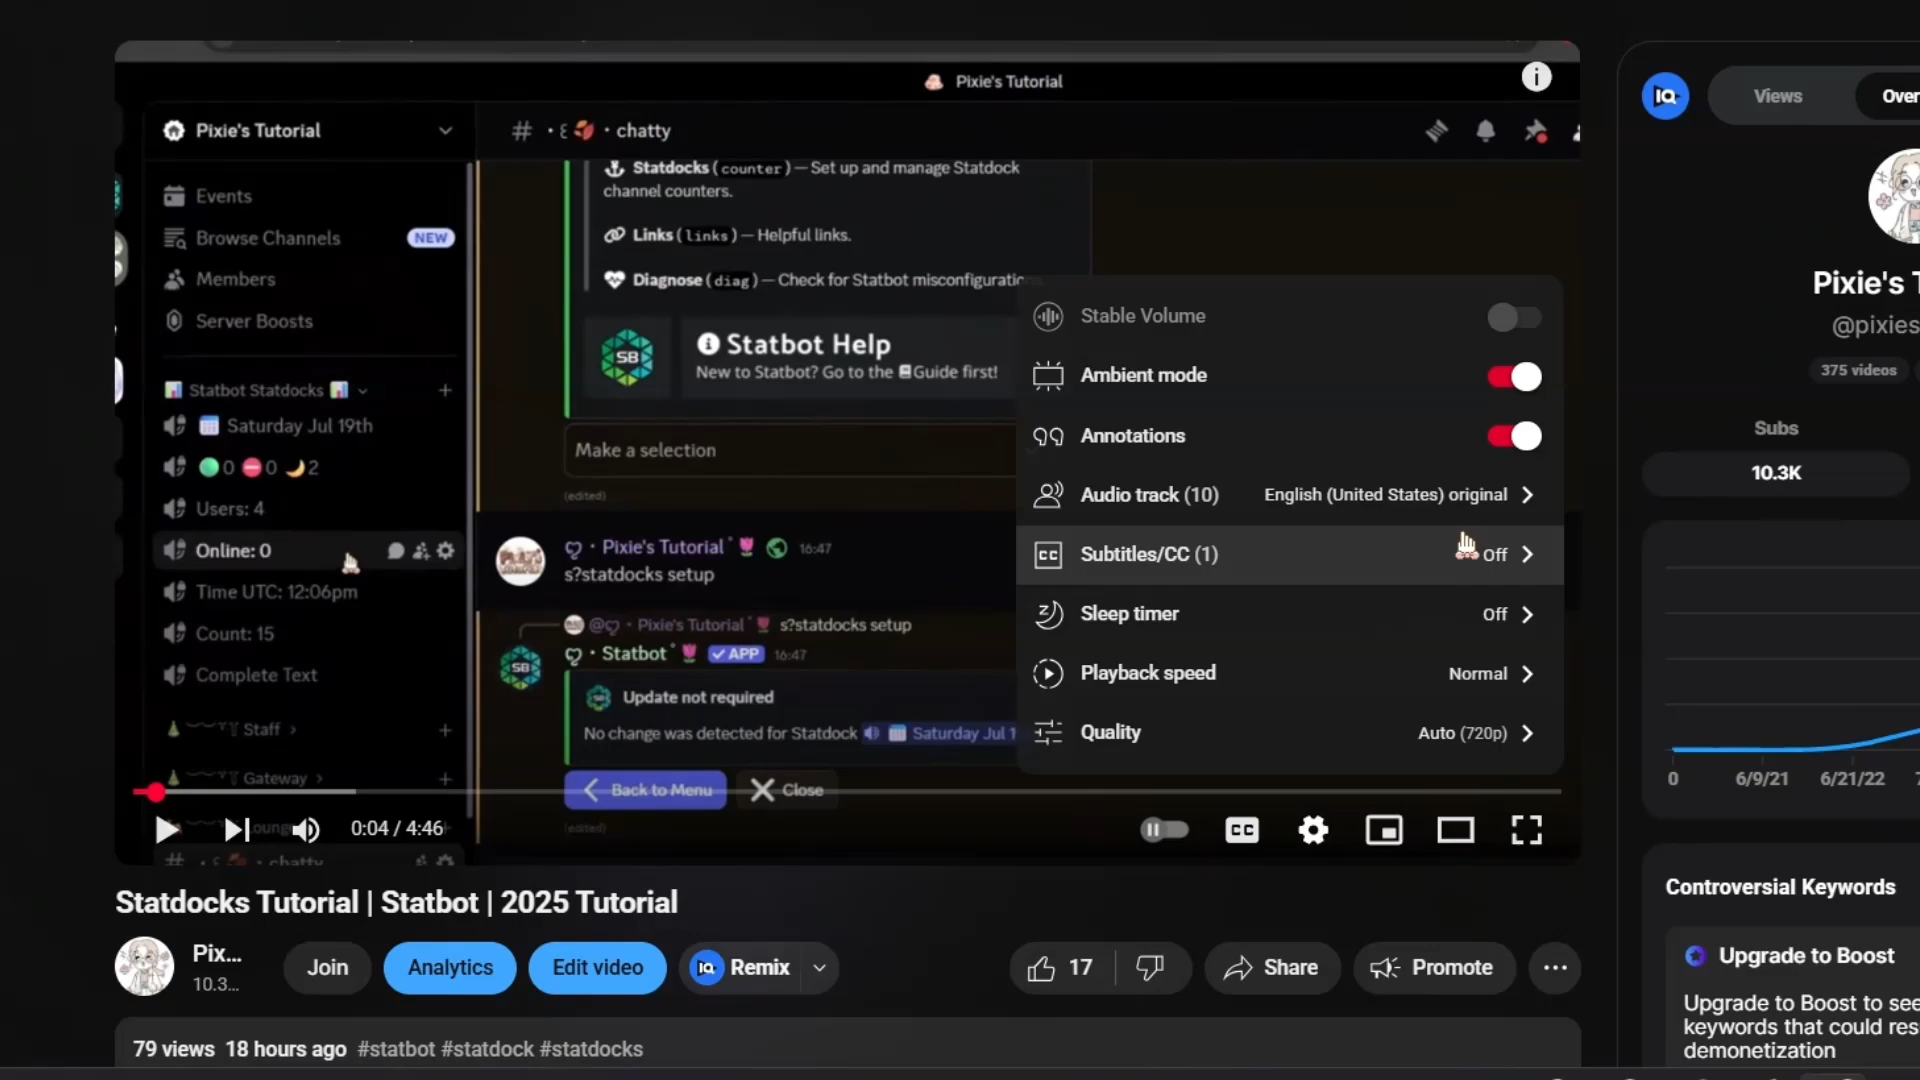 Pixie's Tutorial
Pixie's Tutorial
Events
Browse Channels NEW
Members
Server Boosts
Statbot Statdocks
Saturday Jul 19th
0 0 2
Users: 4
Online: 0
Time UTC: 12:06pm
Count: 15
Complete Text
Staff
Gateway
# chatty
# • chatty
Statdocks (counter) — Set up and manage Statdock
channel counters.
Links (links) — Helpful links.
Diagnose (diag) — Check for Statbot misconfiguratio
SB
Statbot Help
New to Statbot? Go to the Guide first!
Make a selection
(edited)
Pixie's Tutorial 16:47
s?statdocks setup
@ • Pixie's Tutorial s?statdocks setup
SB
Statbot APP 16:47
Update not required
No change was detected for Statdock Saturday Jul 1
Back to Menu
Close
(edited)
Stable Volume
Ambient mode
Annotations
Audio track (10) English (United States) original
Subtitles/CC (1) Off
Sleep timer Off
Playback speed Normal
Quality Auto (720p)
0:04 / 4:46
CC
Statdocks Tutorial | Statbot | 2025 Tutorial
Pix...
10.3...
Join
Analytics
Edit video
Remix
17
Share
Promote
79 views 18 hours ago #statbot #statdock #statdocks
IQ
Views
Over
Pixie's T
@pixies
375 videos
Subs
10.3K
0 6/9/21 6/21/22
Controversial Keywords
Upgrade to Boost
Upgrade to Boost to see
keywords that could res
demonetization